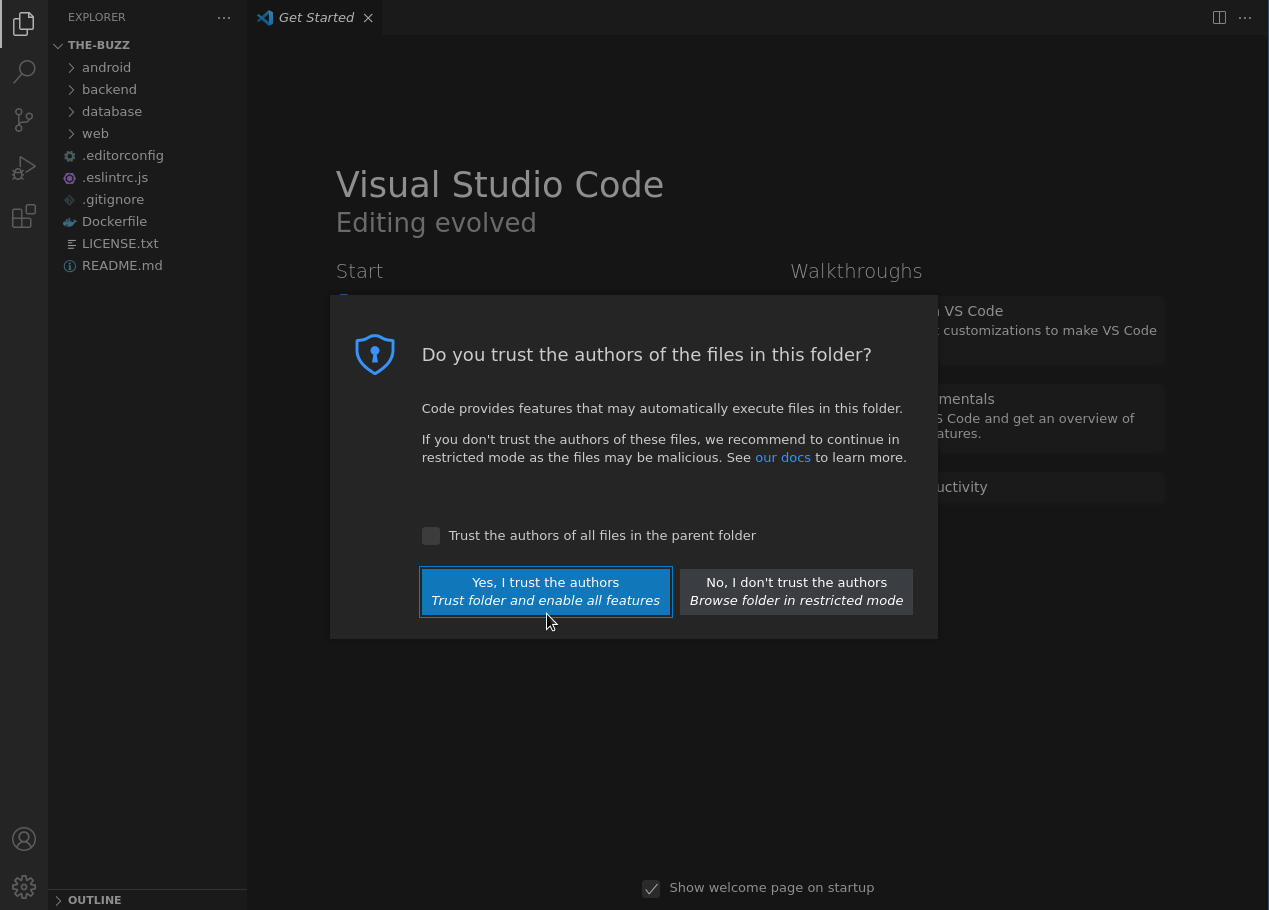 EXPLORER
THE-BUZZ
android
backend
database
web
.editorconfig
.eslintrc.js
.gitignore
Dockerfile
LICENSE.txt
README.md
OUTLINE
Get Started
Visual Studio Code
Editing evolved
Start
Walkthroughs
VS Code
customizations to make VS Code
mentals
S Code and get an overview of
atures.
uctivity
Do you trust the authors of the files in this folder?
Code provides features that may automatically execute files in this folder.
If you don't trust the authors of these files, we recommend to continue in
restricted mode as the files may be malicious. See our docs to learn more.
Trust the authors of all files in the parent folder
Yes, I trust the authors
Trust folder and enable all features
No, I don't trust the authors
Browse folder in restricted mode
Show welcome page on startup